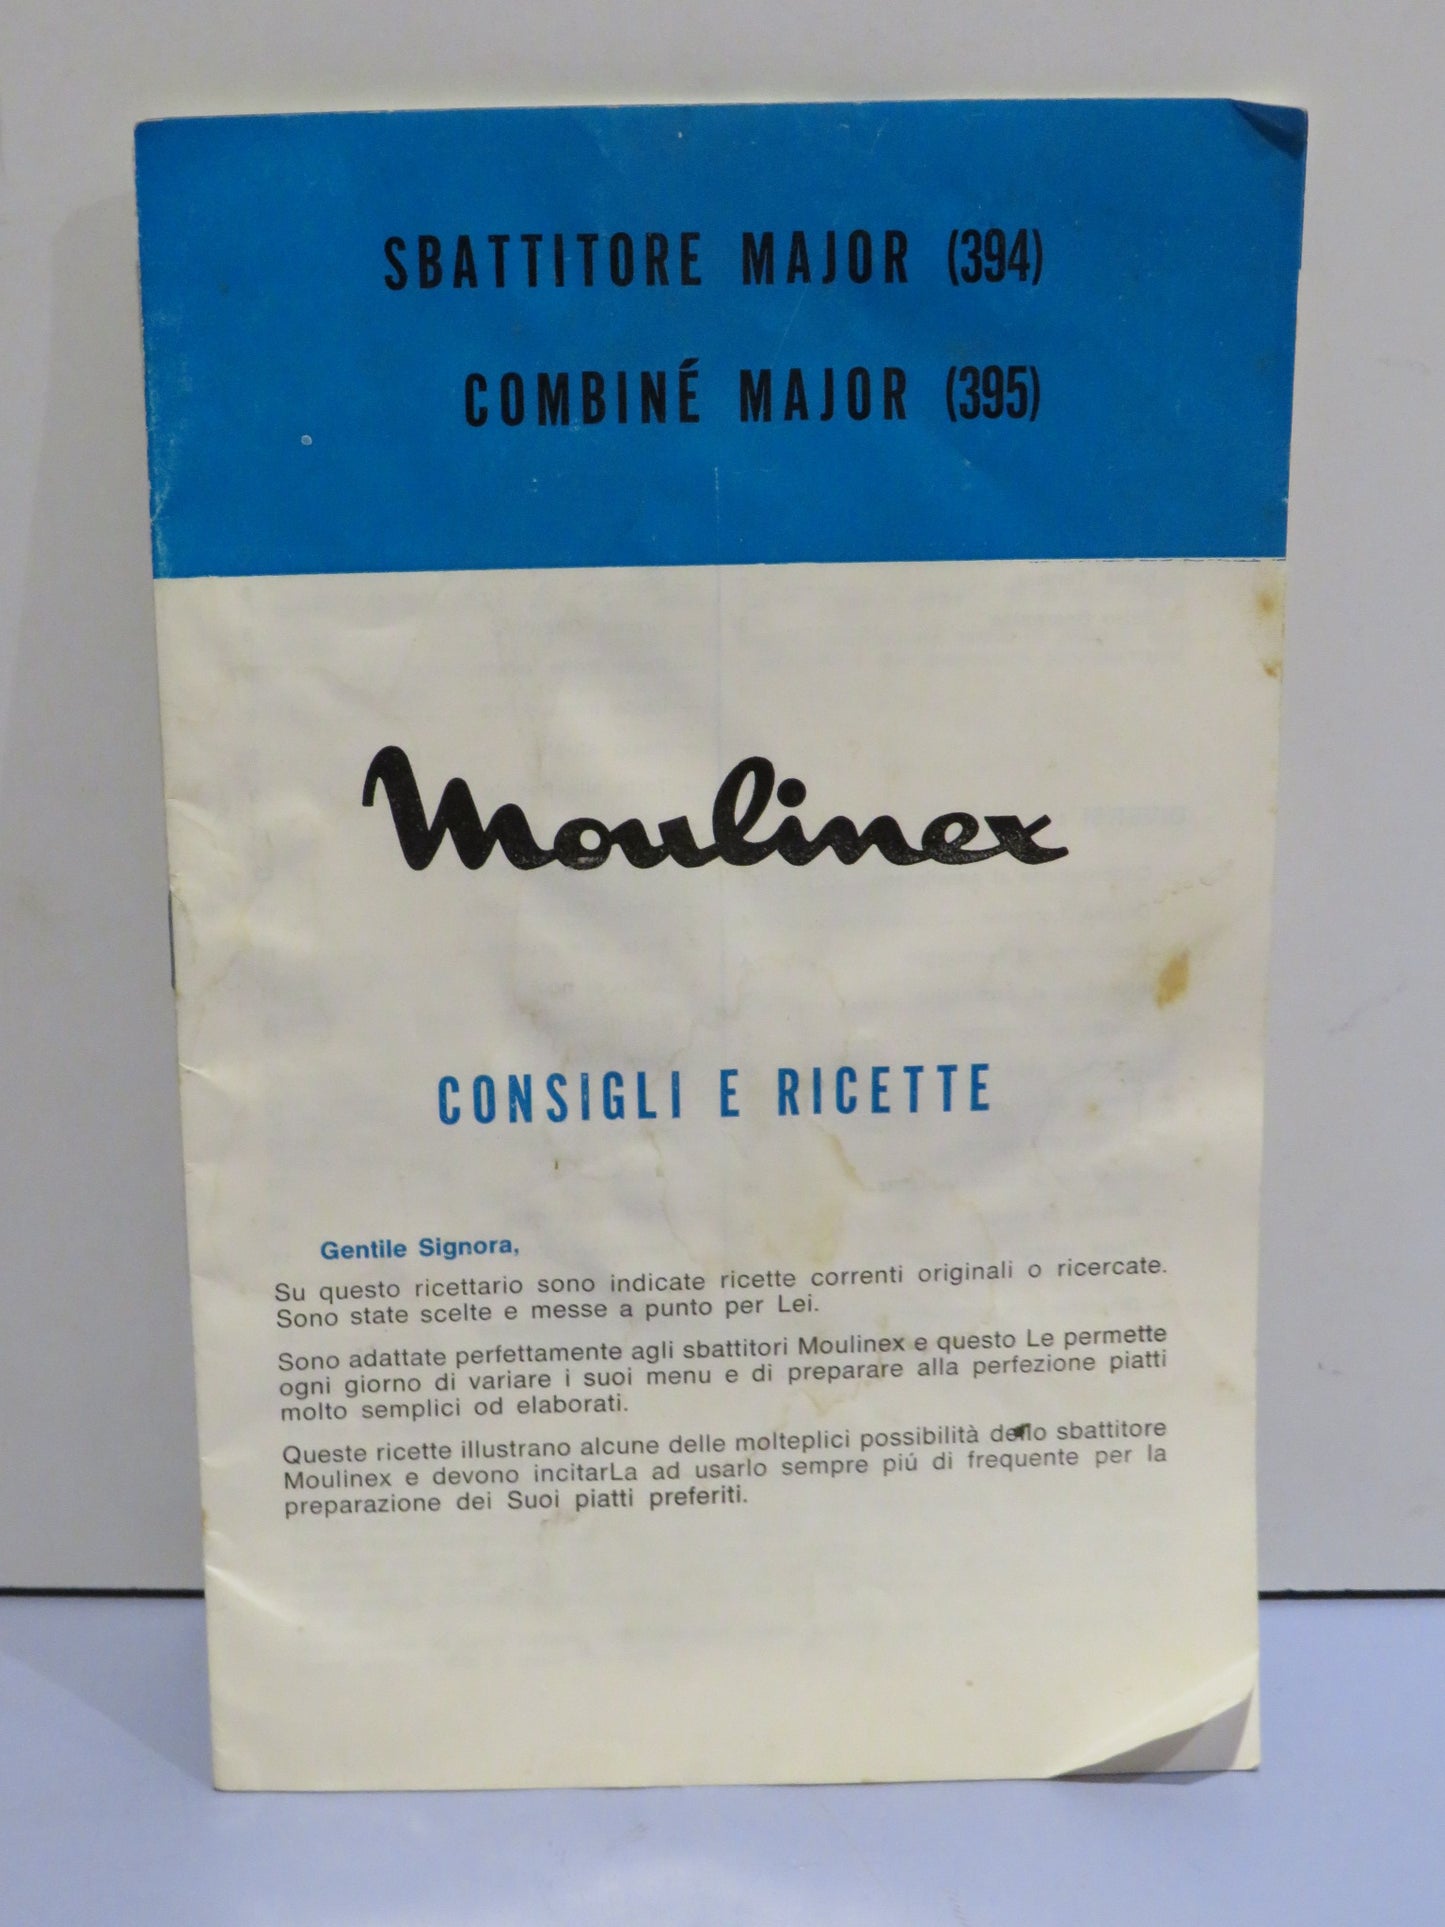 SBATTITORE MAJOR (394)
COMBINÉ MAJOR (395)
Moulinex
CONSIGLI E RICETTE
Gentile Signora,
Su questo ricettario sono indicate ricette correnti originali o ricercate.
Sono state scelte e messe a punto per Lei.
Sono adattate perfettamente agli sbattitori Moulinex e questo Le permette
ogni giorno di variare i suoi menu e di preparare alla perfezione piatti
molto semplici od elaborati.
Queste ricette illustrano alcune delle molteplici possibilità dello sbattitore
Moulinex e devono incitarLa ad usarlo sempre piú di frequente per la
preparazione dei Suoi piatti preferiti.